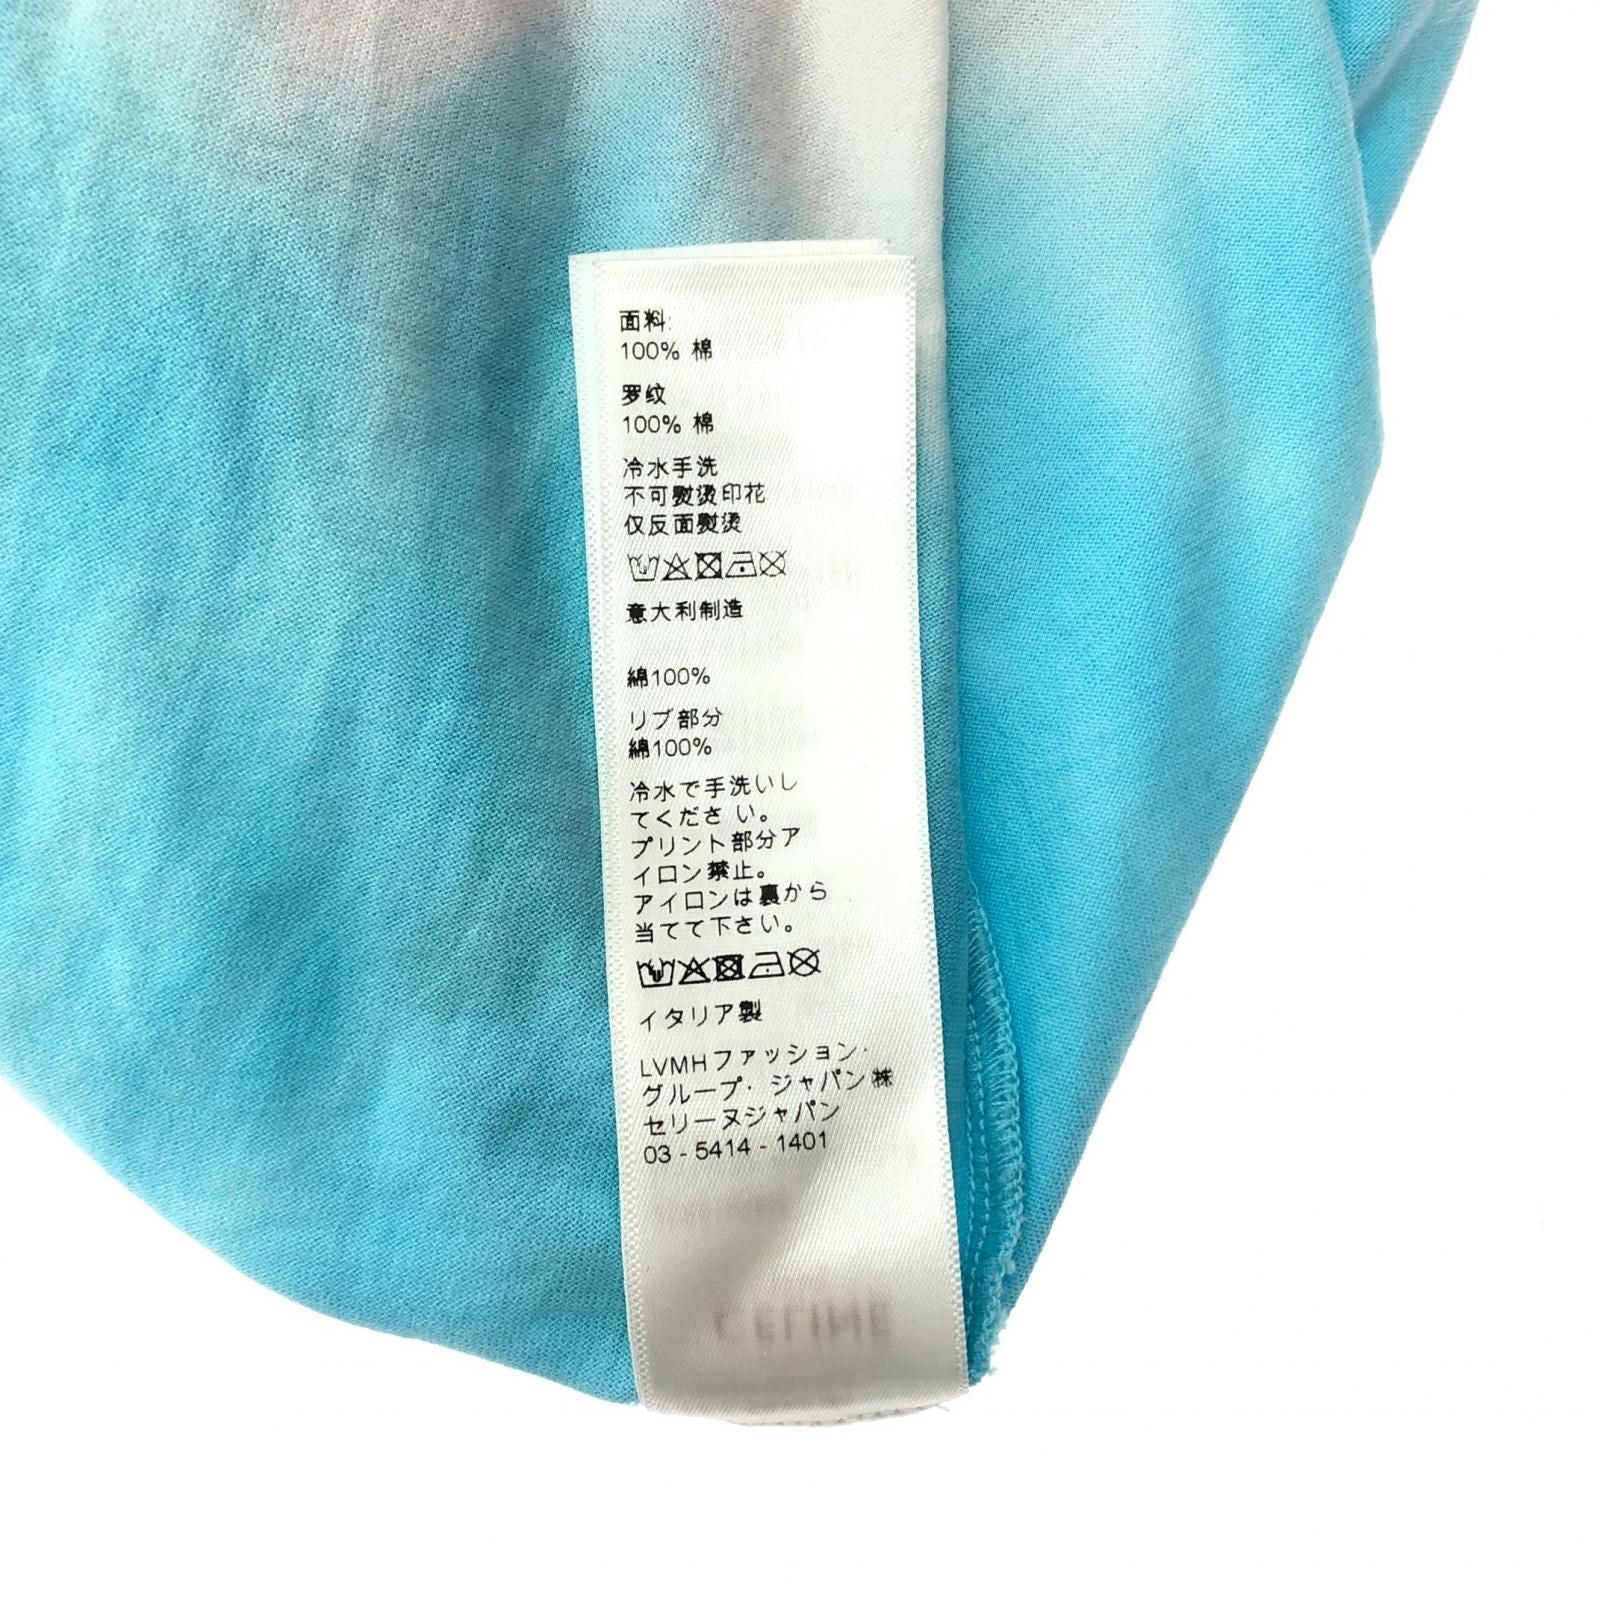 面料:
100% 棉
罗纹
100% 棉
冷水手洗
不可熨烫印花
仅反面熨烫
意大利制造
綿100%
リブ部分
綿100%
冷水で手洗いし
てくださ い。
プリント部分ア
イロン禁止。
アイロンは裏から
当てて下さい。
イタリア製
LVMHファッション・
グループ・ジャパン㈱
セリーヌジャパン
03 - 5414 - 1401
CELINE